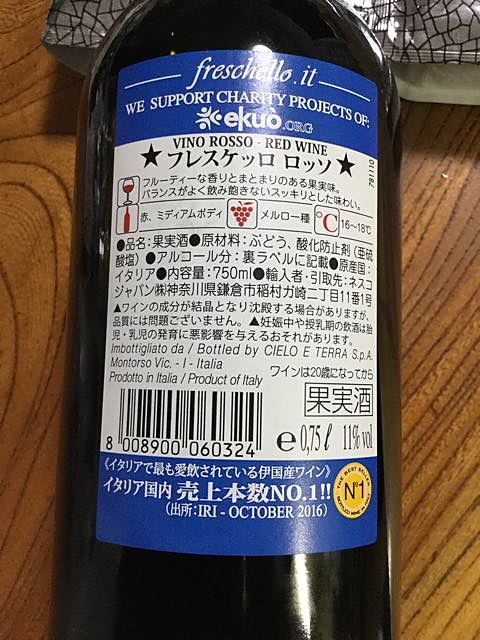 freschello.it
WE SUPPORT CHARITY PROJECTS OF:
ekuò.ORG
VINO ROSSO - RED WINE
★ フレスケッロ ロッソ ★
フルーティーな香りとまとまりのある果実味。
バランスがよく飲み飽きないスッキリとした味わい。
赤、ミディアムボディ メルロー種 °C 16～18℃
●品名：果実酒●原材料：ぶどう、酸化防止剤（亜硫
酸塩）●アルコール分：裏ラベルに記載●原産国：
イタリア●内容量：750ml●輸入者・引取先：ネスコ
ジャパン㈱神奈川県鎌倉市稲村ガ崎二丁目11番1号
▲ワインの成分が結晶となり沈殿する場合がありますが、
品質には問題ございません。▲妊娠中や授乳期の飲酒は胎
児・乳児の発育に悪影響を与えるおそれがあります。
Imbottigliato da / Bottled by CIELO E TERRA S.p.A.
Montorso Vic. - I - Italia
Prodotto in Italia / Product of Italy
ワインは20歳になってから
果実酒
8 008900 060324
e 0,75 ℓ 11% vol
781110
《イタリアで最も愛飲されている伊国産ワイン》
イタリア国内 売上本数NO.1!!
（出所：IRI - OCTOBER 2016）
THE BEST SELLER
N°1
BOTTLED WINE IN ITALY